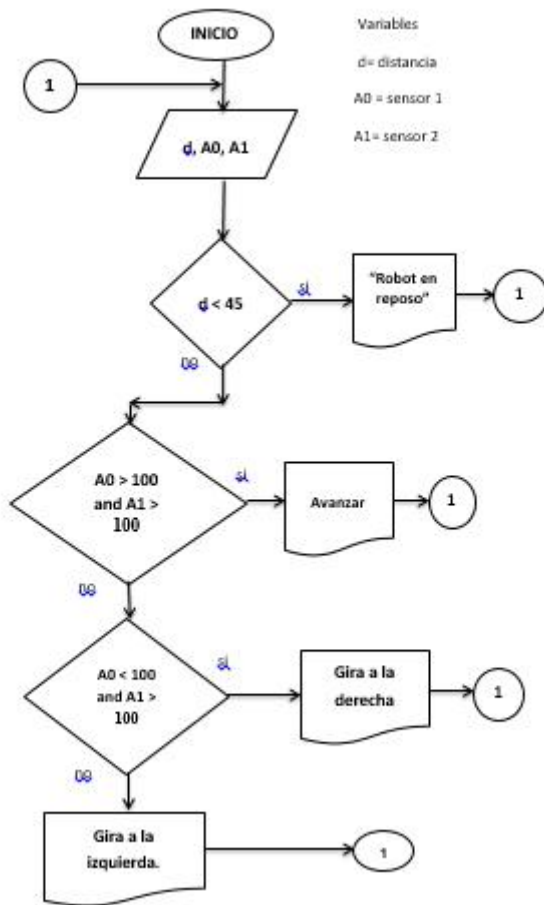 INICIO
Variables
d= distancia
A0 = sensor 1
A1= sensor 2
1
d, A0, A1
d < 45
si
"Robot en
reposo"
1
no
A0 > 100
and A1 >
100
si
Avanzar
1
no
A0 < 100
and A1 >
100
si
Gira a la
derecha
1
no
Gira a la
izquierda.
1